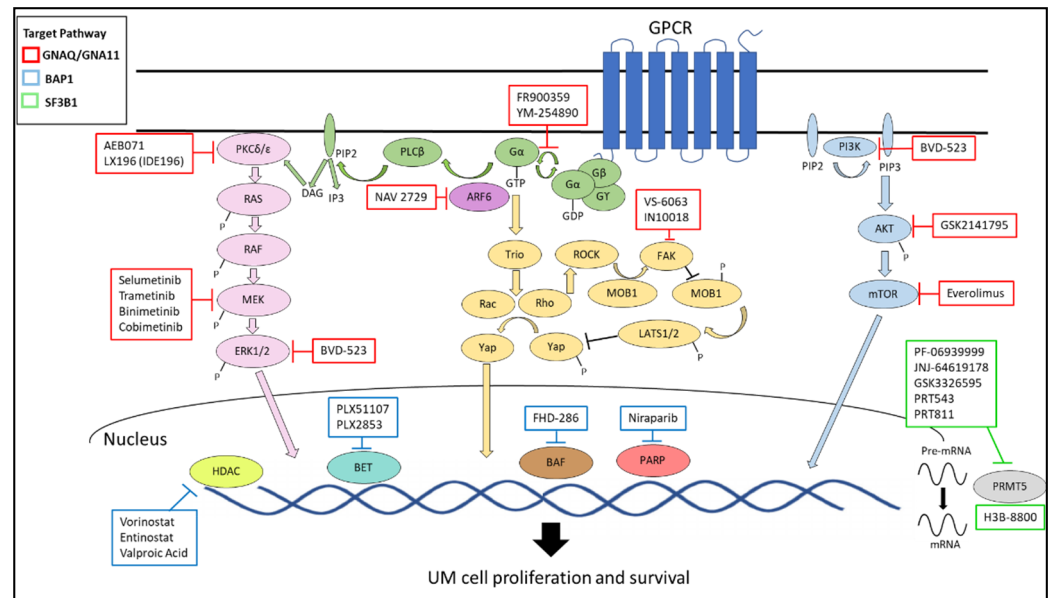 Target Pathway
GNAQ/GNA11
BAP1
SF3B1
GPCR
FR900359
YM-254890
AEB071
LX196 (IDE196)
PKCδ/ε
PIP2
PLCβ
Gα
GTP
Gβ
Gα
GΥ
GDP
PIP2
PI3K
PIP3
BVD-523
DAG
IP3
NAV 2729
ARF6
RAS
P
VS-6063
IN10018
AKT
P
GSK2141795
RAF
P
Trio
ROCK
FAK
P
MOB1
MOB1
Selumetinib
Trametinib
Binimetinib
Cobimetinib
MEK
P
Rac
Rho
mTOR
Everolimus
ERK1/2
P
BVD-523
Yap
Yap
P
LATS1/2
P
PF-06939999
JNJ-64619178
GSK3326595
PRT543
PRT811
Nucleus
PLX51107
PLX2853
FHD-286
Niraparib
HDAC
BET
BAF
PARP
Pre-mRNA
PRMT5
H3B-8800
mRNA
Vorinostat
Entinostat
Valproic Acid
UM cell proliferation and survival